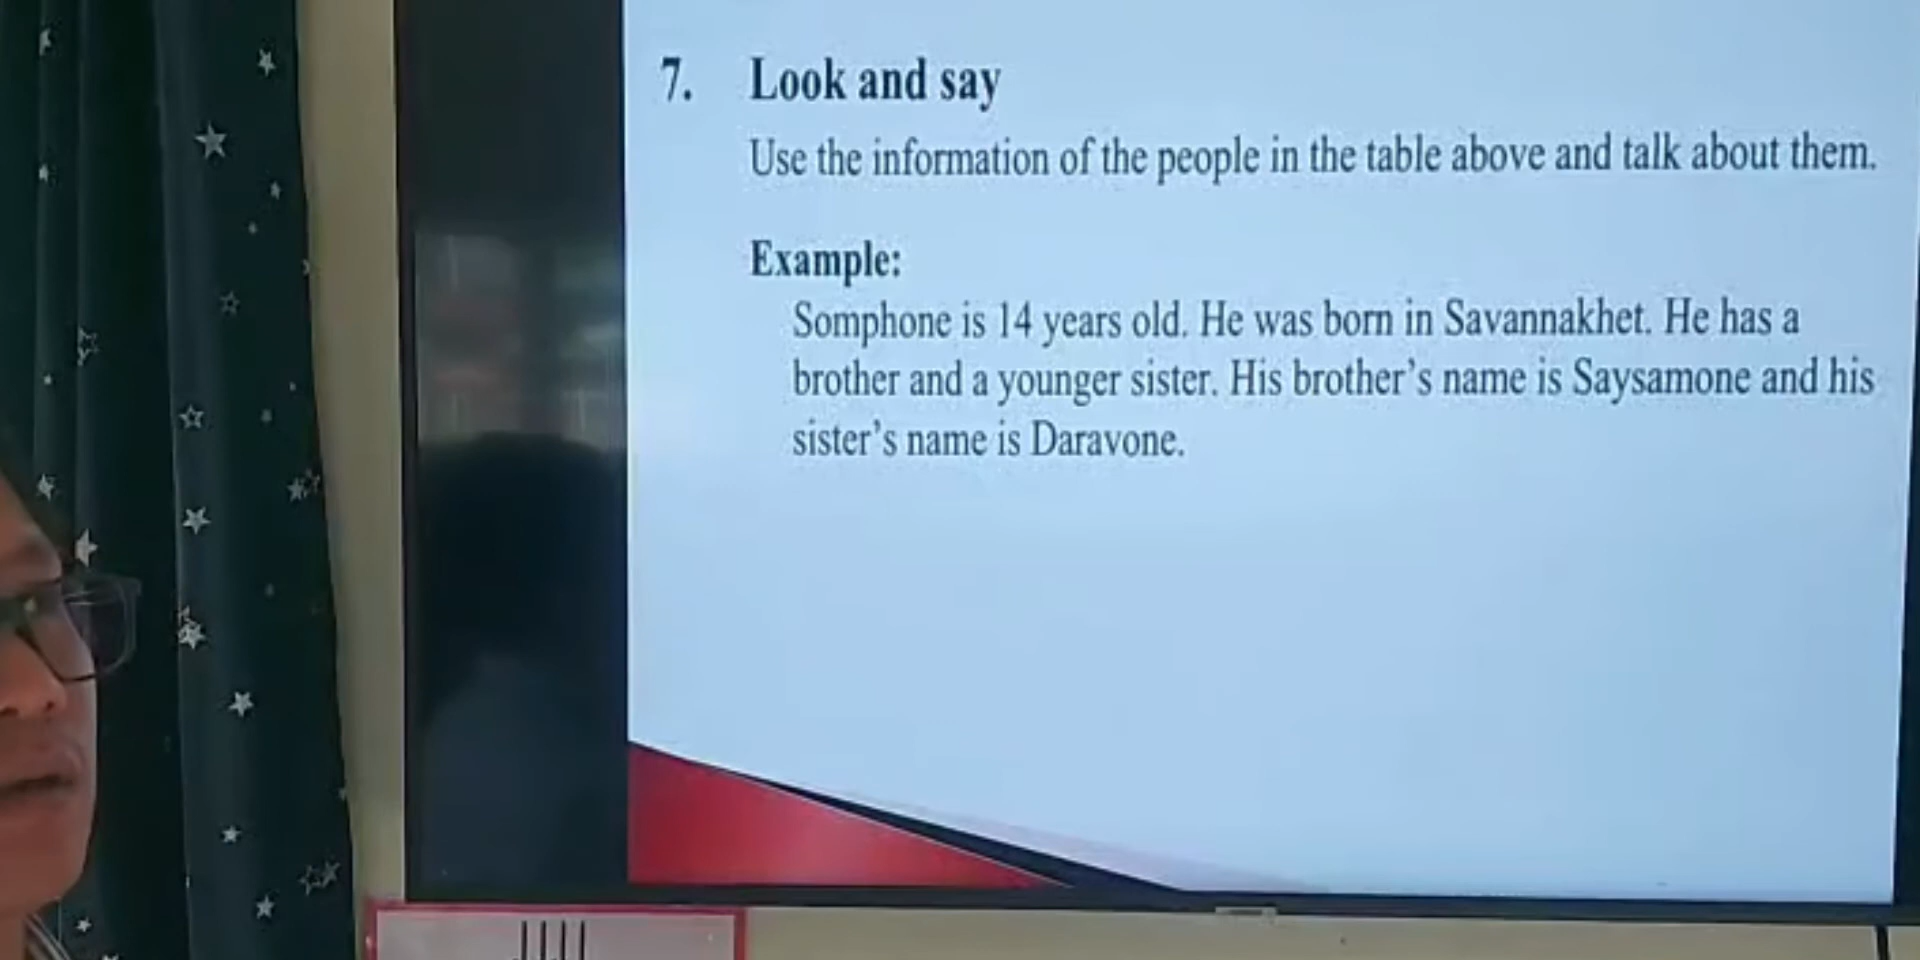 7. Look and say
Use the information of the people in the table above and talk about them.
Example:
Somphone is 14 years old. He was born in Savannakhet. He has a
brother and a younger sister. His brother’s name is Saysamone and his
sister’s name is Daravone.